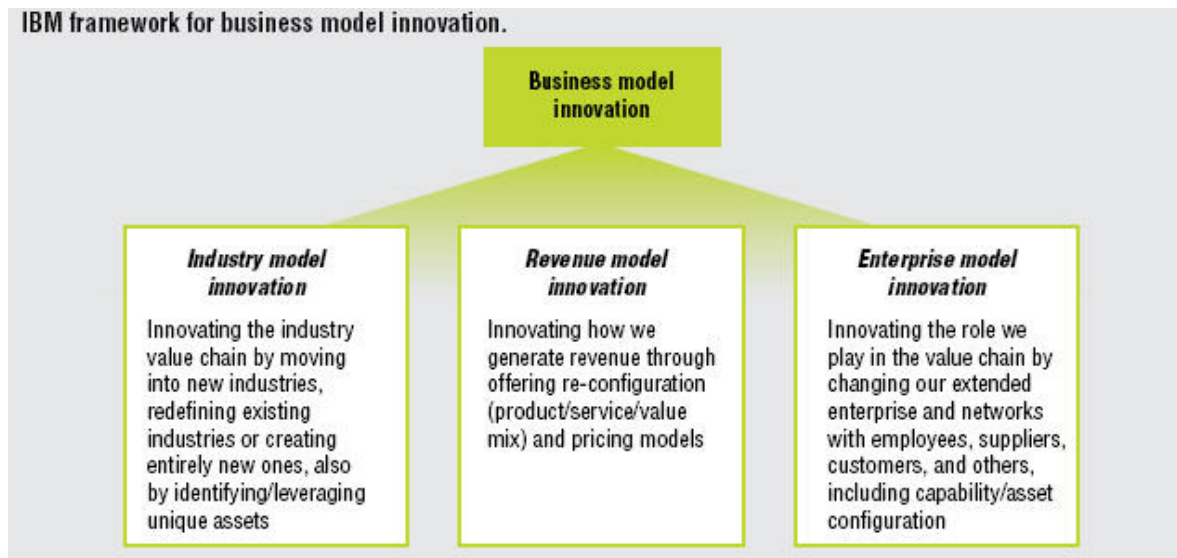 IBM framework for business model innovation.
Business model
innovation
Industry model
innovation
Innovating the industry
value chain by moving
into new industries,
redefining existing
industries or creating
entirely new ones, also
by identifying/leveraging
unique assets
Revenue model
innovation
Innovating how we
generate revenue through
offering re-configuration
(product/service/value
mix) and pricing models
Enterprise model
innovation
Innovating the role we
play in the value chain by
changing our extended
enterprise and networks
with employees, suppliers,
customers, and others,
including capability/asset
configuration